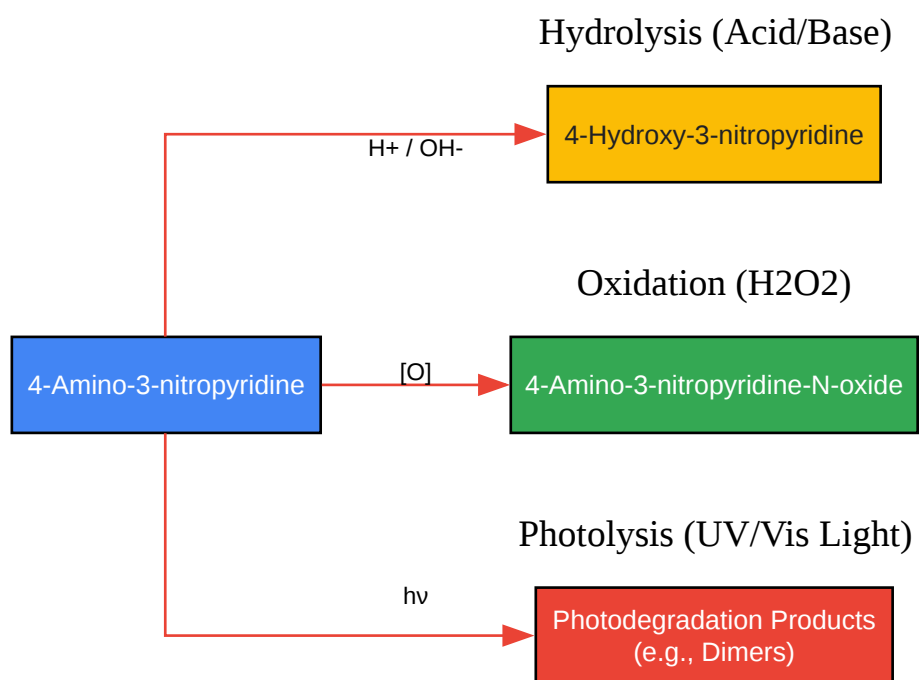 Hydrolysis (Acid/Base)
4-Hydroxy-3-nitropyridine
H+ / OH-
Oxidation (H2O2)
4-Amino-3-nitropyridine
[O]
4-Amino-3-nitropyridine-N-oxide
Photolysis (UV/Vis Light)
hν
Photodegradation Products
(e.g., Dimers)